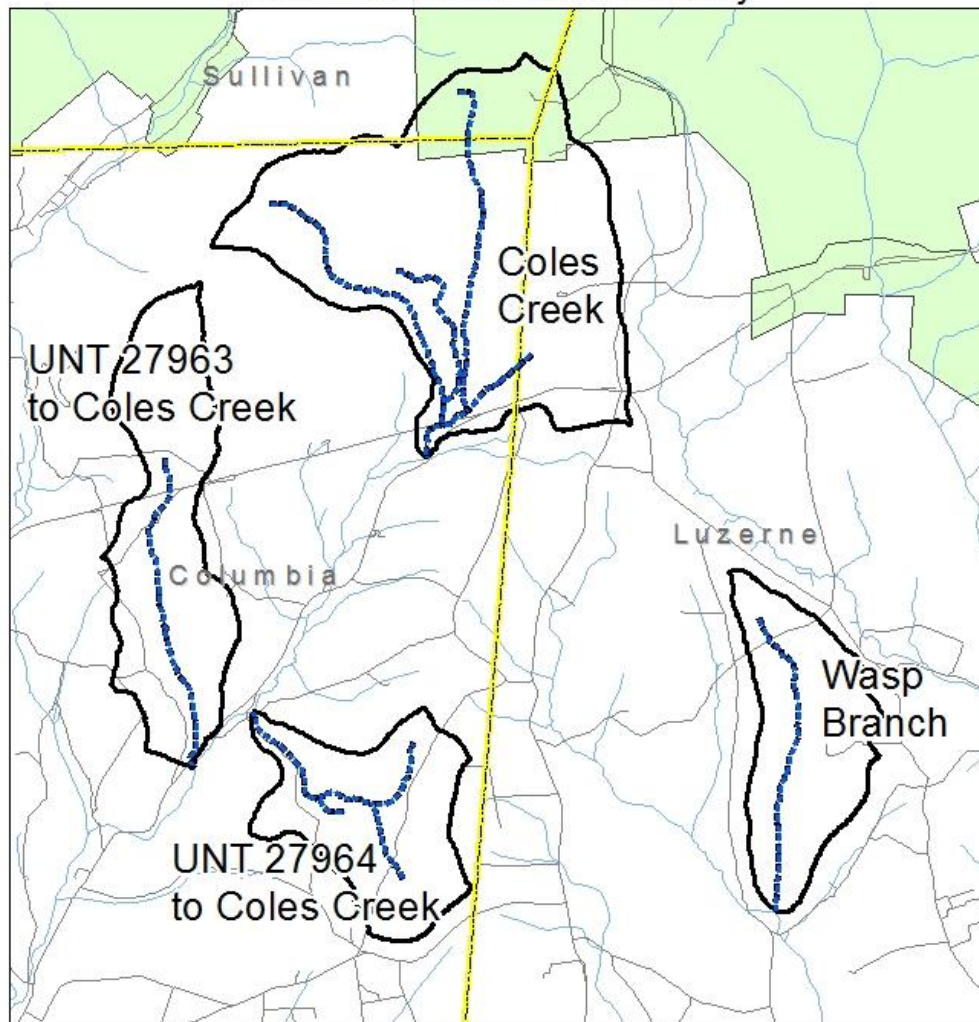 Sullivan
Coles
Creek
UNT 27963
to Coles Creek
Luzerne
Columbia
Wasp
Branch
UNT 27964
to Coles Creek